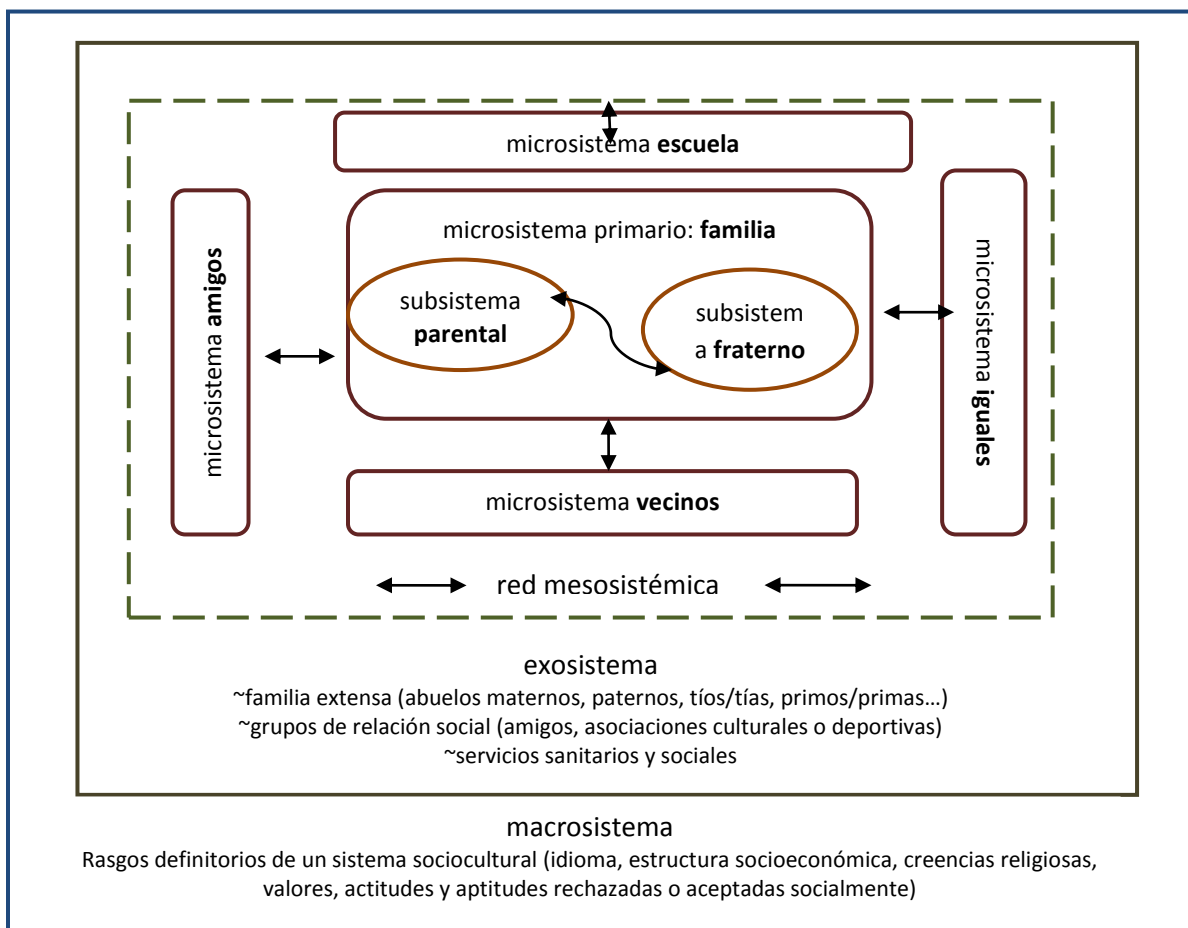 microsistema escuela
microsistema primario: familia
microsistema amigos
subsistema
parental
subsistem
a fraterno
microsistema iguales
microsistema vecinos
red mesosistémica
exosistema
~familia extensa (abuelos maternos, paternos, tíos/tías, primos/primas…)
~grupos de relación social (amigos, asociaciones culturales o deportivas)
~servicios sanitarios y sociales
macrosistema
Rasgos definitorios de un sistema sociocultural (idioma, estructura socioeconómica, creencias religiosas,
valores, actitudes y aptitudes rechazadas o aceptadas socialmente)